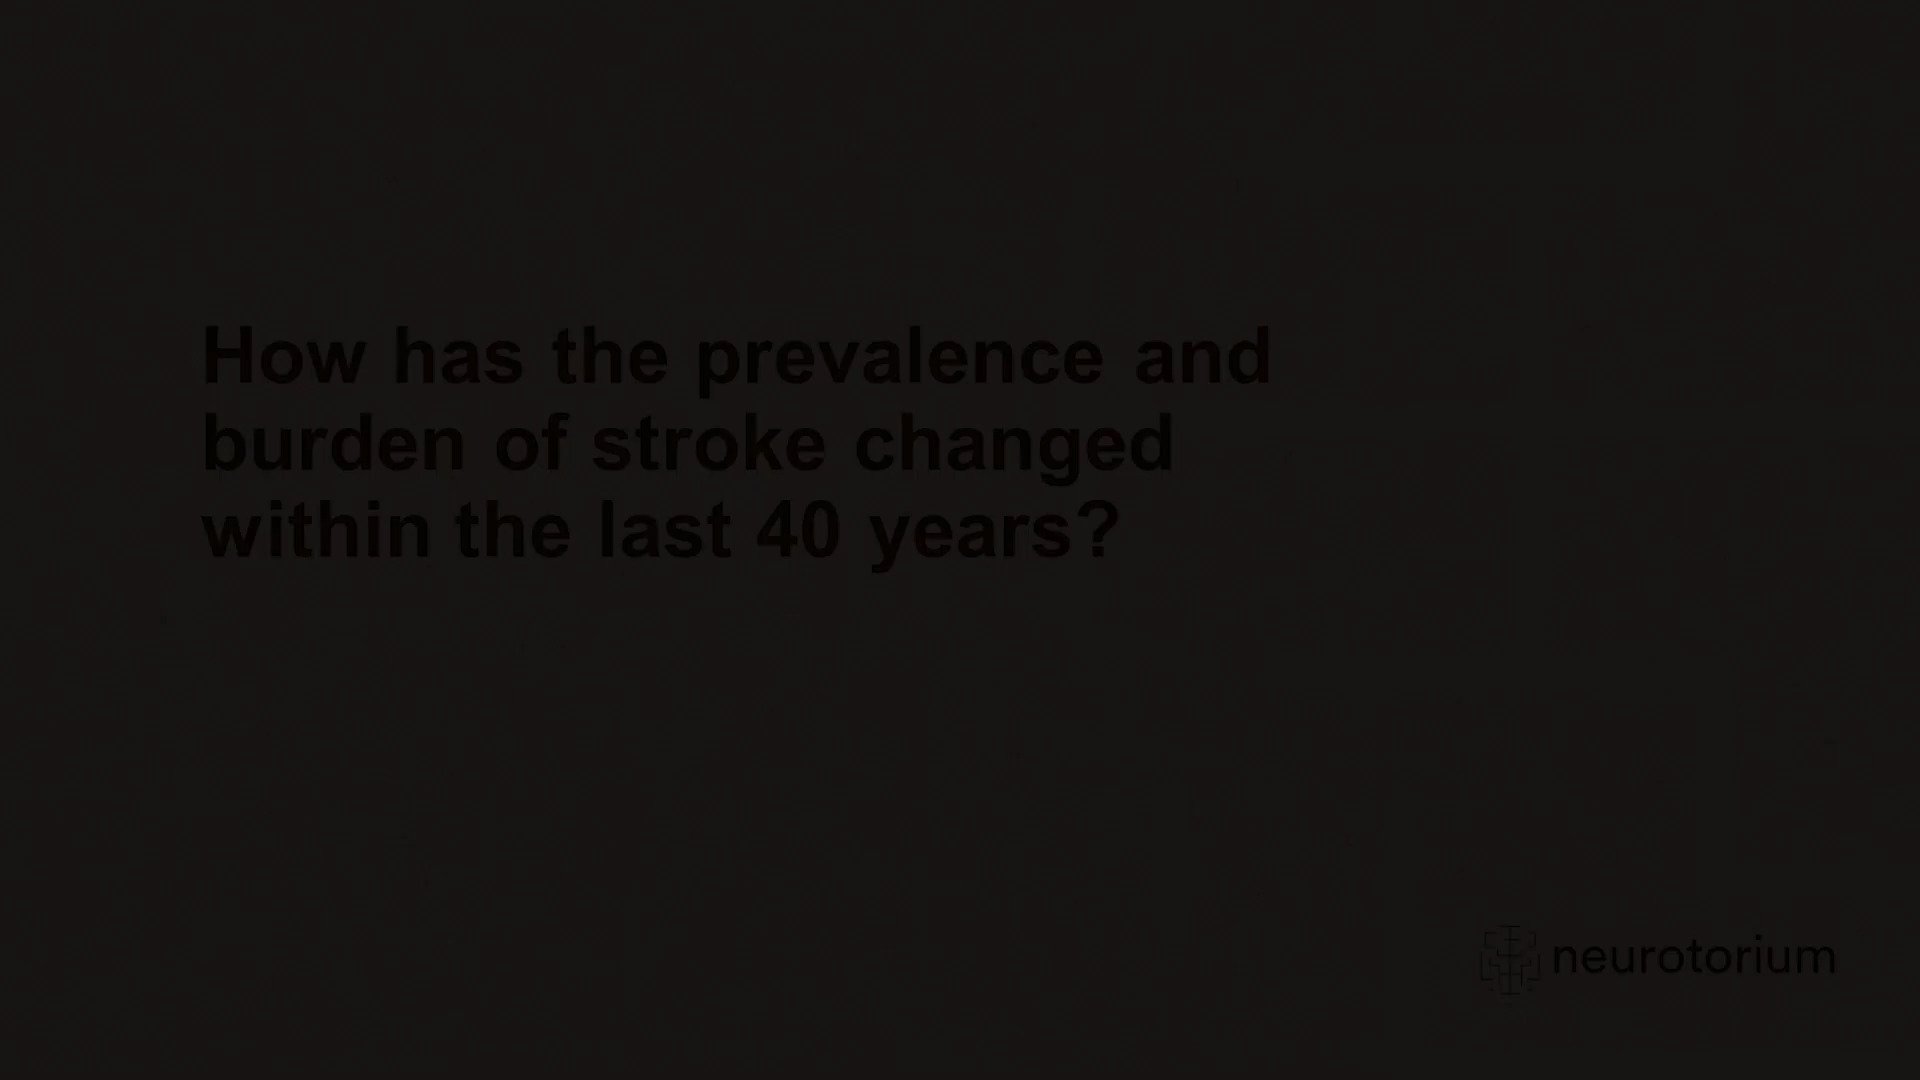 How has the prevalence and
burden of stroke changed
within the last 40 years?
neurotorium